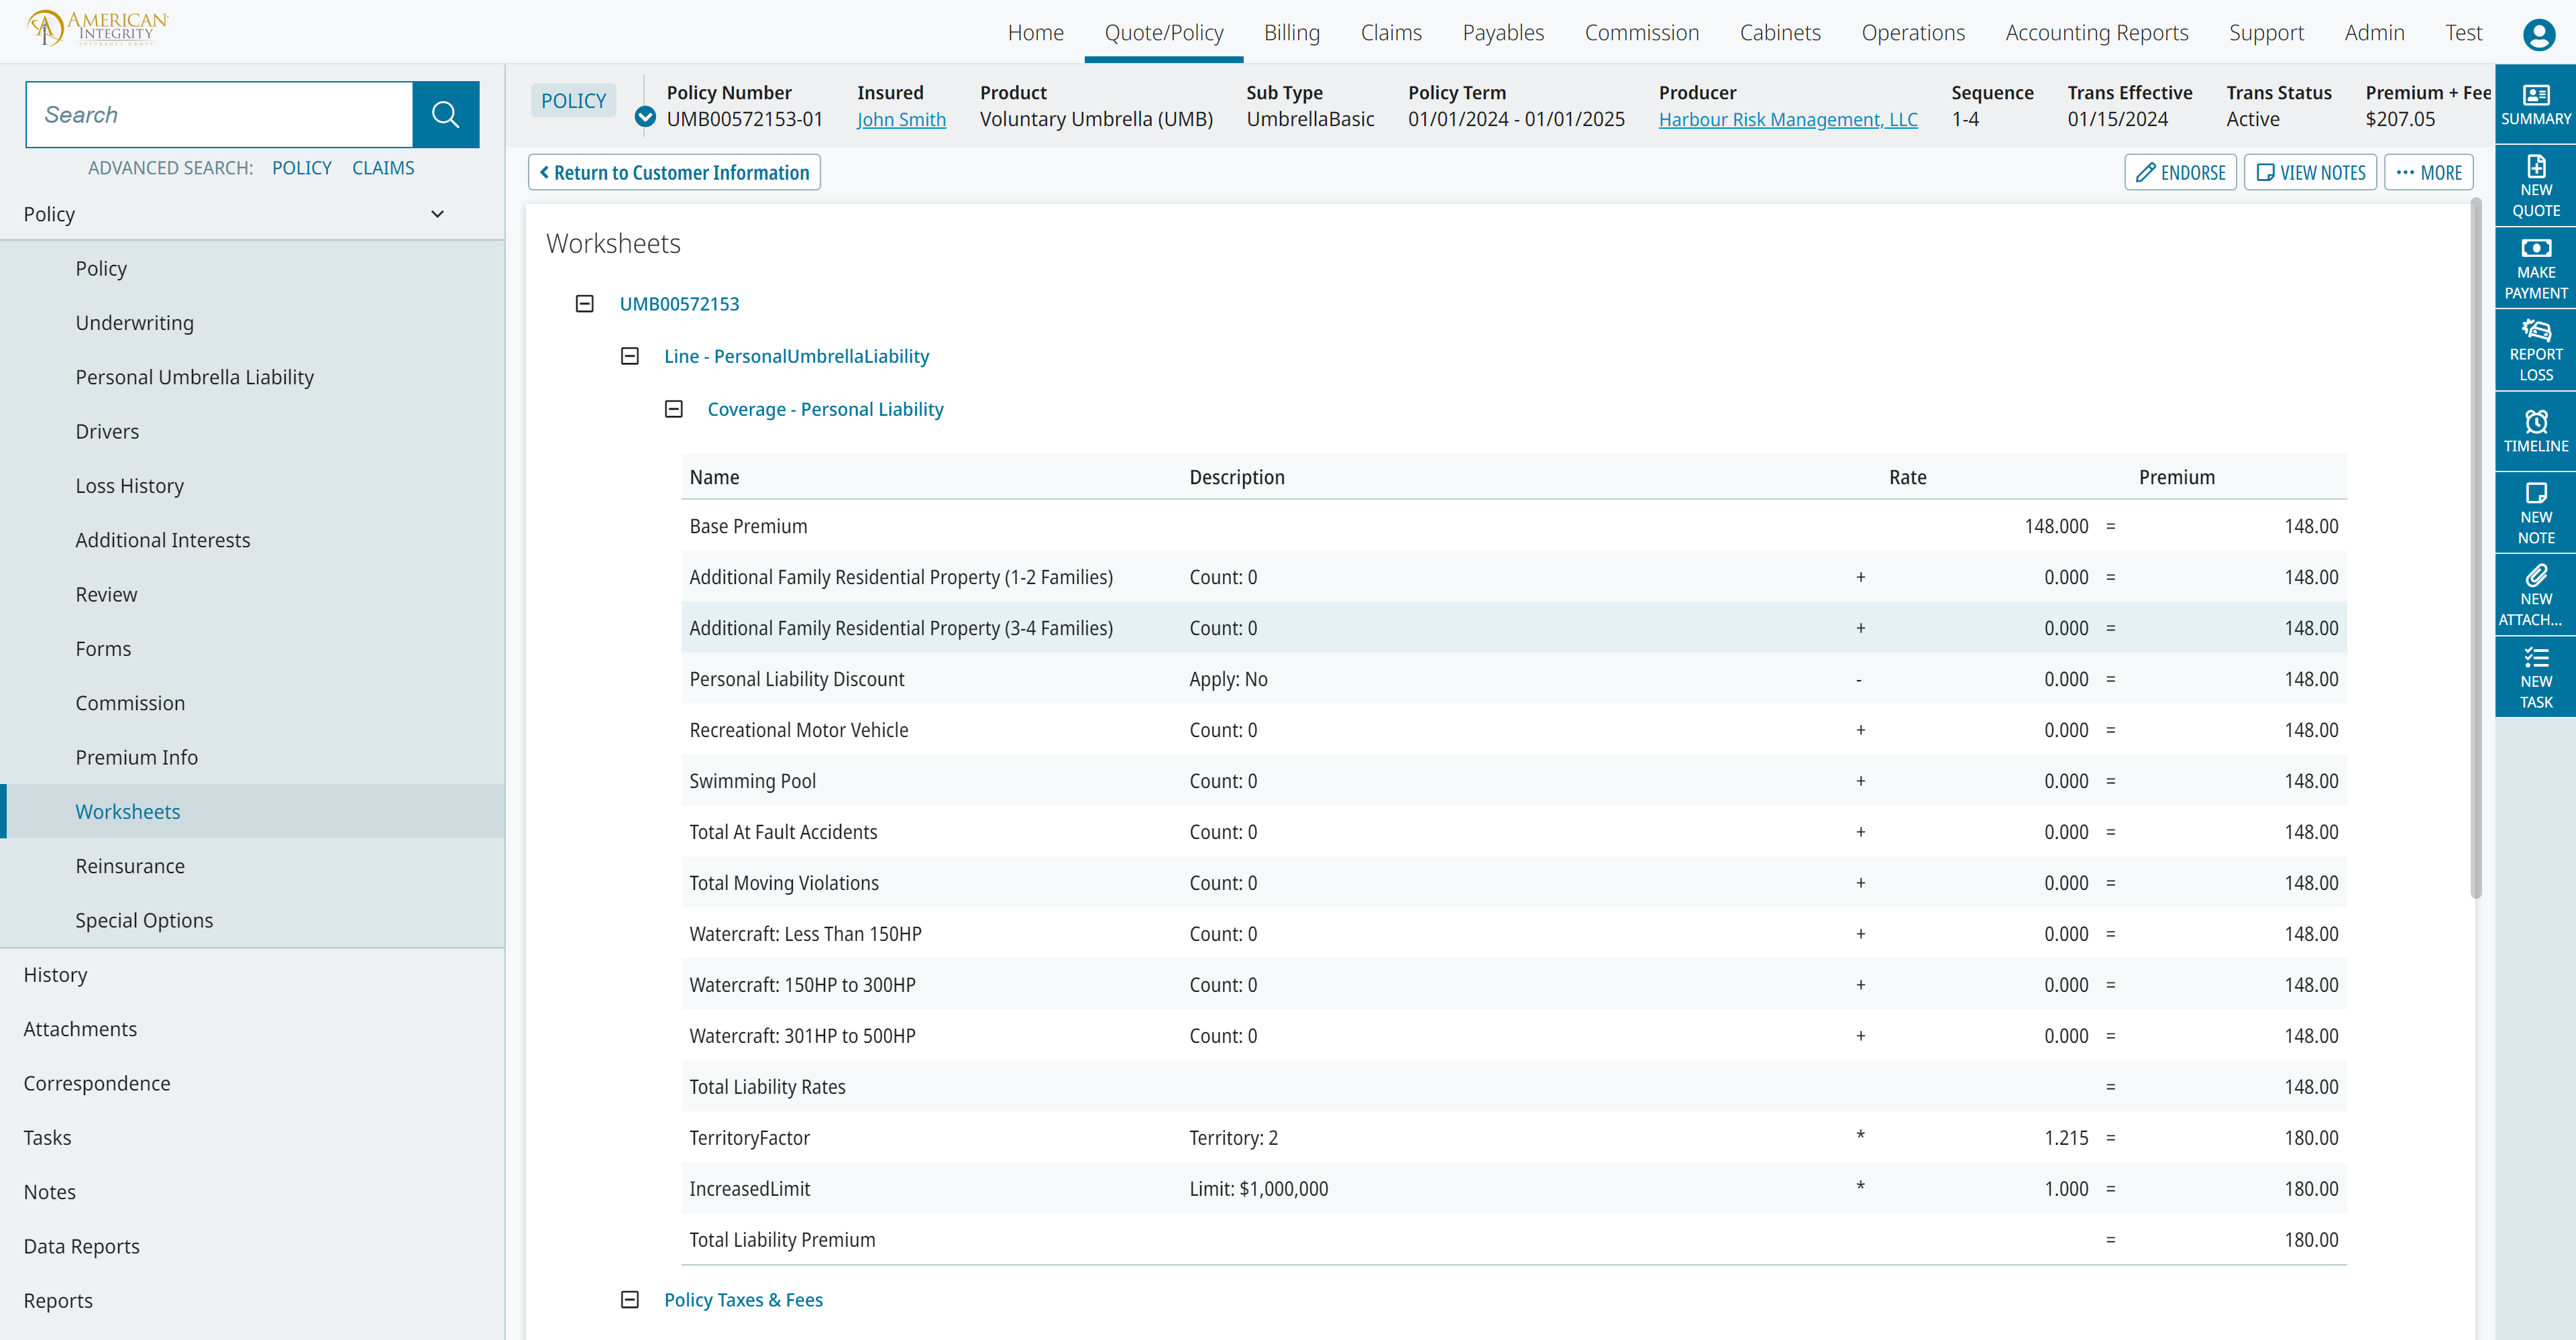 AMERICAN
INTEGRITY
INSURANCE GROUP
Home Quote/Policy Billing Claims Payables Commission Cabinets Operations Accounting Reports Support Admin Test
Search
ADVANCED SEARCH: POLICY CLAIMS
Policy
Policy
Underwriting
Personal Umbrella Liability
Drivers
Loss History
Additional Interests
Review
Forms
Commission
Premium Info
Worksheets
Reinsurance
Special Options
History
Attachments
Correspondence
Tasks
Notes
Data Reports
Reports
POLICY
Policy Number Insured Product Sub Type Policy Term Producer Sequence Trans Effective Trans Status Premium + Fee
UMB00572153-01 John Smith Voluntary Umbrella (UMB) UmbrellaBasic 01/01/2024 - 01/01/2025 Harbour Risk Management, LLC 1-4 01/15/2024 Active $207.05
Return to Customer Information
ENDORSE VIEW NOTES ··· MORE
Worksheets
UMB00572153
Line - PersonalUmbrellaLiability
Coverage - Personal Liability
Name Description Rate Premium
Base Premium 148.000 = 148.00
Additional Family Residential Property (1-2 Families) Count: 0 + 0.000 = 148.00
Additional Family Residential Property (3-4 Families) Count: 0 + 0.000 = 148.00
Personal Liability Discount Apply: No - 0.000 = 148.00
Recreational Motor Vehicle Count: 0 + 0.000 = 148.00
Swimming Pool Count: 0 + 0.000 = 148.00
Total At Fault Accidents Count: 0 + 0.000 = 148.00
Total Moving Violations Count: 0 + 0.000 = 148.00
Watercraft: Less Than 150HP Count: 0 + 0.000 = 148.00
Watercraft: 150HP to 300HP Count: 0 + 0.000 = 148.00
Watercraft: 301HP to 500HP Count: 0 + 0.000 = 148.00
Total Liability Rates = 148.00
TerritoryFactor Territory: 2 * 1.215 = 180.00
IncreasedLimit Limit: $1,000,000 * 1.000 = 180.00
Total Liability Premium = 180.00
Policy Taxes & Fees
SUMMARY
NEW
QUOTE
MAKE
PAYMENT
REPORT
LOSS
TIMELINE
NEW
NOTE
NEW
ATTACH...
NEW
TASK